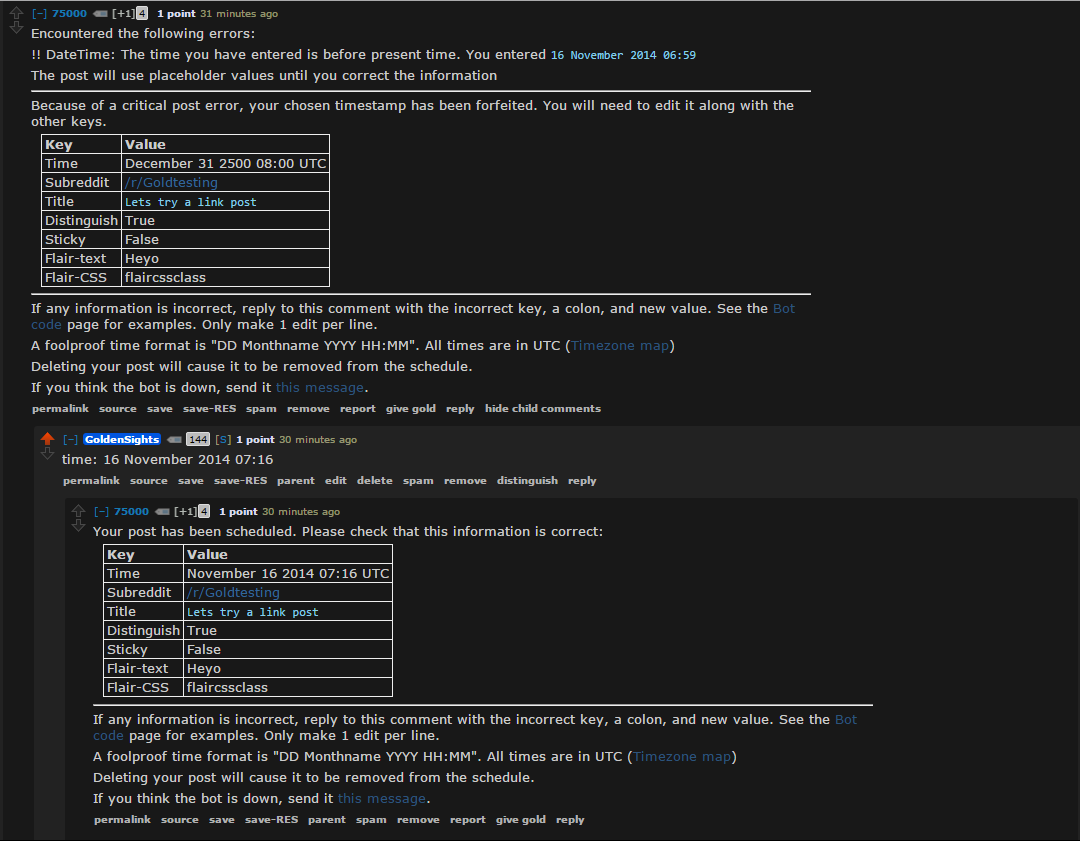 [–] 75000 [+1] 4 1 point 31 minutes ago
Encountered the following errors:
!! DateTime: The time you have entered is before present time. You entered 16 November 2014 06:59
The post will use placeholder values until you correct the information
Because of a critical post error, your chosen timestamp has been forfeited. You will need to edit it along with the
other keys.
Key Value
Time December 31 2500 08:00 UTC
Subreddit /r/Goldtesting
Title Lets try a link post
Distinguish True
Sticky False
Flair-text Heyo
Flair-CSS flaircssclass
If any information is incorrect, reply to this comment with the incorrect key, a colon, and new value. See the Bot
code page for examples. Only make 1 edit per line.
A foolproof time format is "DD Monthname YYYY HH:MM". All times are in UTC (Timezone map)
Deleting your post will cause it to be removed from the schedule.
If you think the bot is down, send it this message.
permalink source save save-RES spam remove report give gold reply hide child comments
[–] GoldenSights 144 [S] 1 point 30 minutes ago
time: 16 November 2014 07:16
permalink source save save-RES parent edit delete spam remove distinguish reply
[–] 75000 [+1] 4 1 point 30 minutes ago
Your post has been scheduled. Please check that this information is correct:
Key Value
Time November 16 2014 07:16 UTC
Subreddit /r/Goldtesting
Title Lets try a link post
Distinguish True
Sticky False
Flair-text Heyo
Flair-CSS flaircssclass
If any information is incorrect, reply to this comment with the incorrect key, a colon, and new value. See the Bot
code page for examples. Only make 1 edit per line.
A foolproof time format is "DD Monthname YYYY HH:MM". All times are in UTC (Timezone map)
Deleting your post will cause it to be removed from the schedule.
If you think the bot is down, send it this message.
permalink source save save-RES parent spam remove report give gold reply